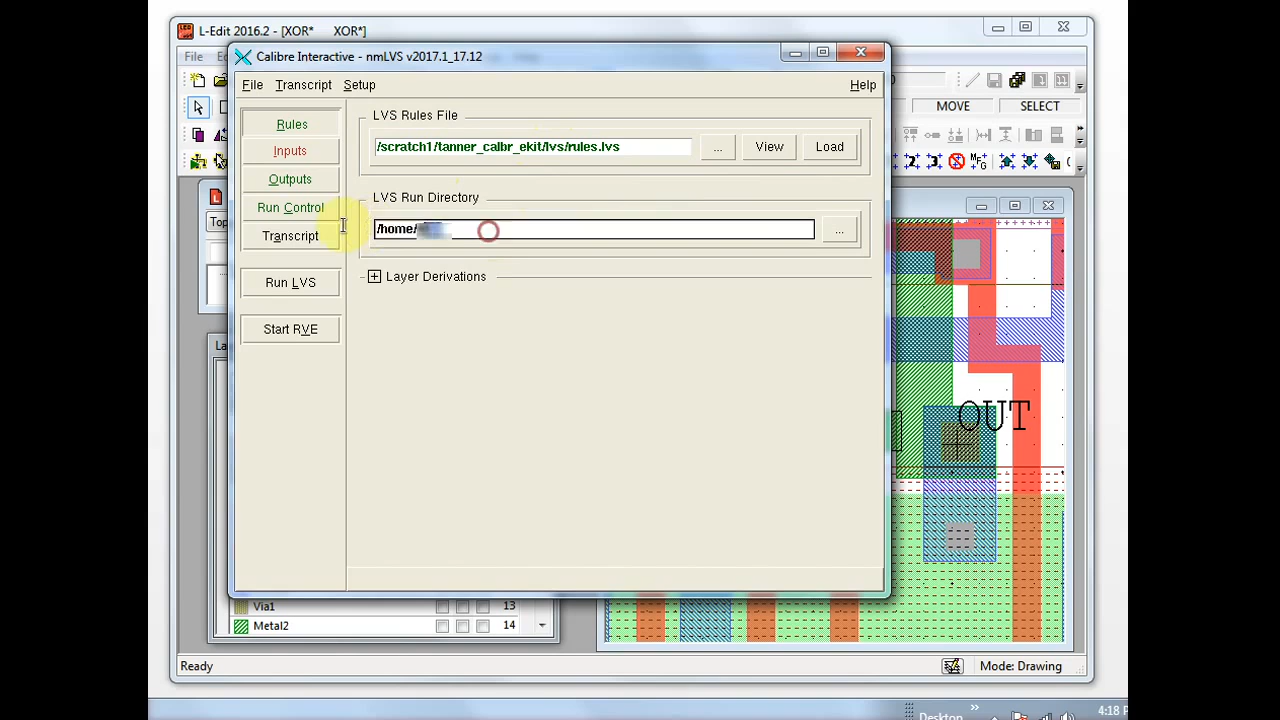 L-Edit 2016.2 - [XOR* XOR*]
File
Calibre Interactive - nmLVS v2017.1_17.12
File Transcript Setup Help
MOVE SELECT
Rules
Inputs
Outputs
Run Control
Transcript
Run LVS
Start RVE
LVS Rules File
/scratch1/tanner_calbr_ekit/lvs/rules.lvs ... View Load
LVS Run Directory
/home/ ...
Layer Derivations
OUT
Via1 13
Metal2 14
Ready Mode: Drawing
Desktop
4:18 P